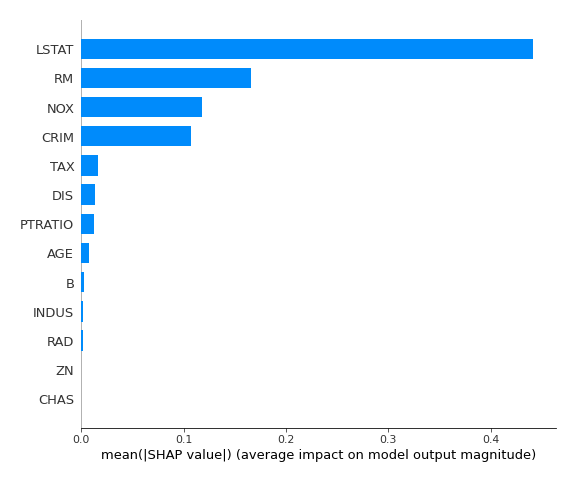 LSTAT
RM
NOX
CRIM
TAX
DIS
PTRATIO
AGE
B
INDUS
RAD
ZN
CHAS
0.0 0.1 0.2 0.3 0.4
mean(|SHAP value|) (average impact on model output magnitude)